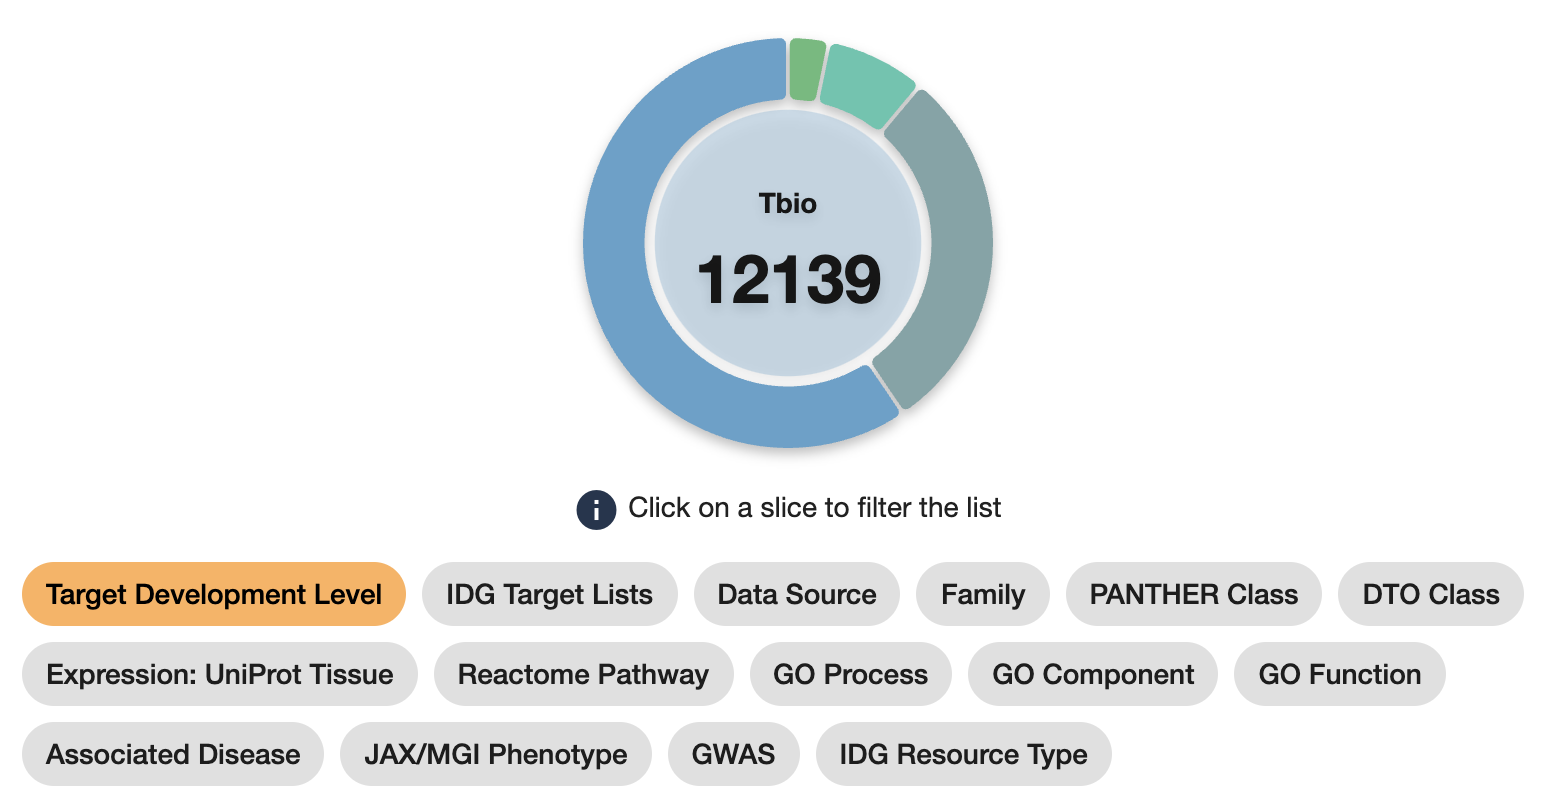 Tbio
12139
Click on a slice to filter the list
Target Development Level IDG Target Lists Data Source Family PANTHER Class DTO Class
Expression: UniProt Tissue Reactome Pathway GO Process GO Component GO Function
Associated Disease JAX/MGI Phenotype GWAS IDG Resource Type